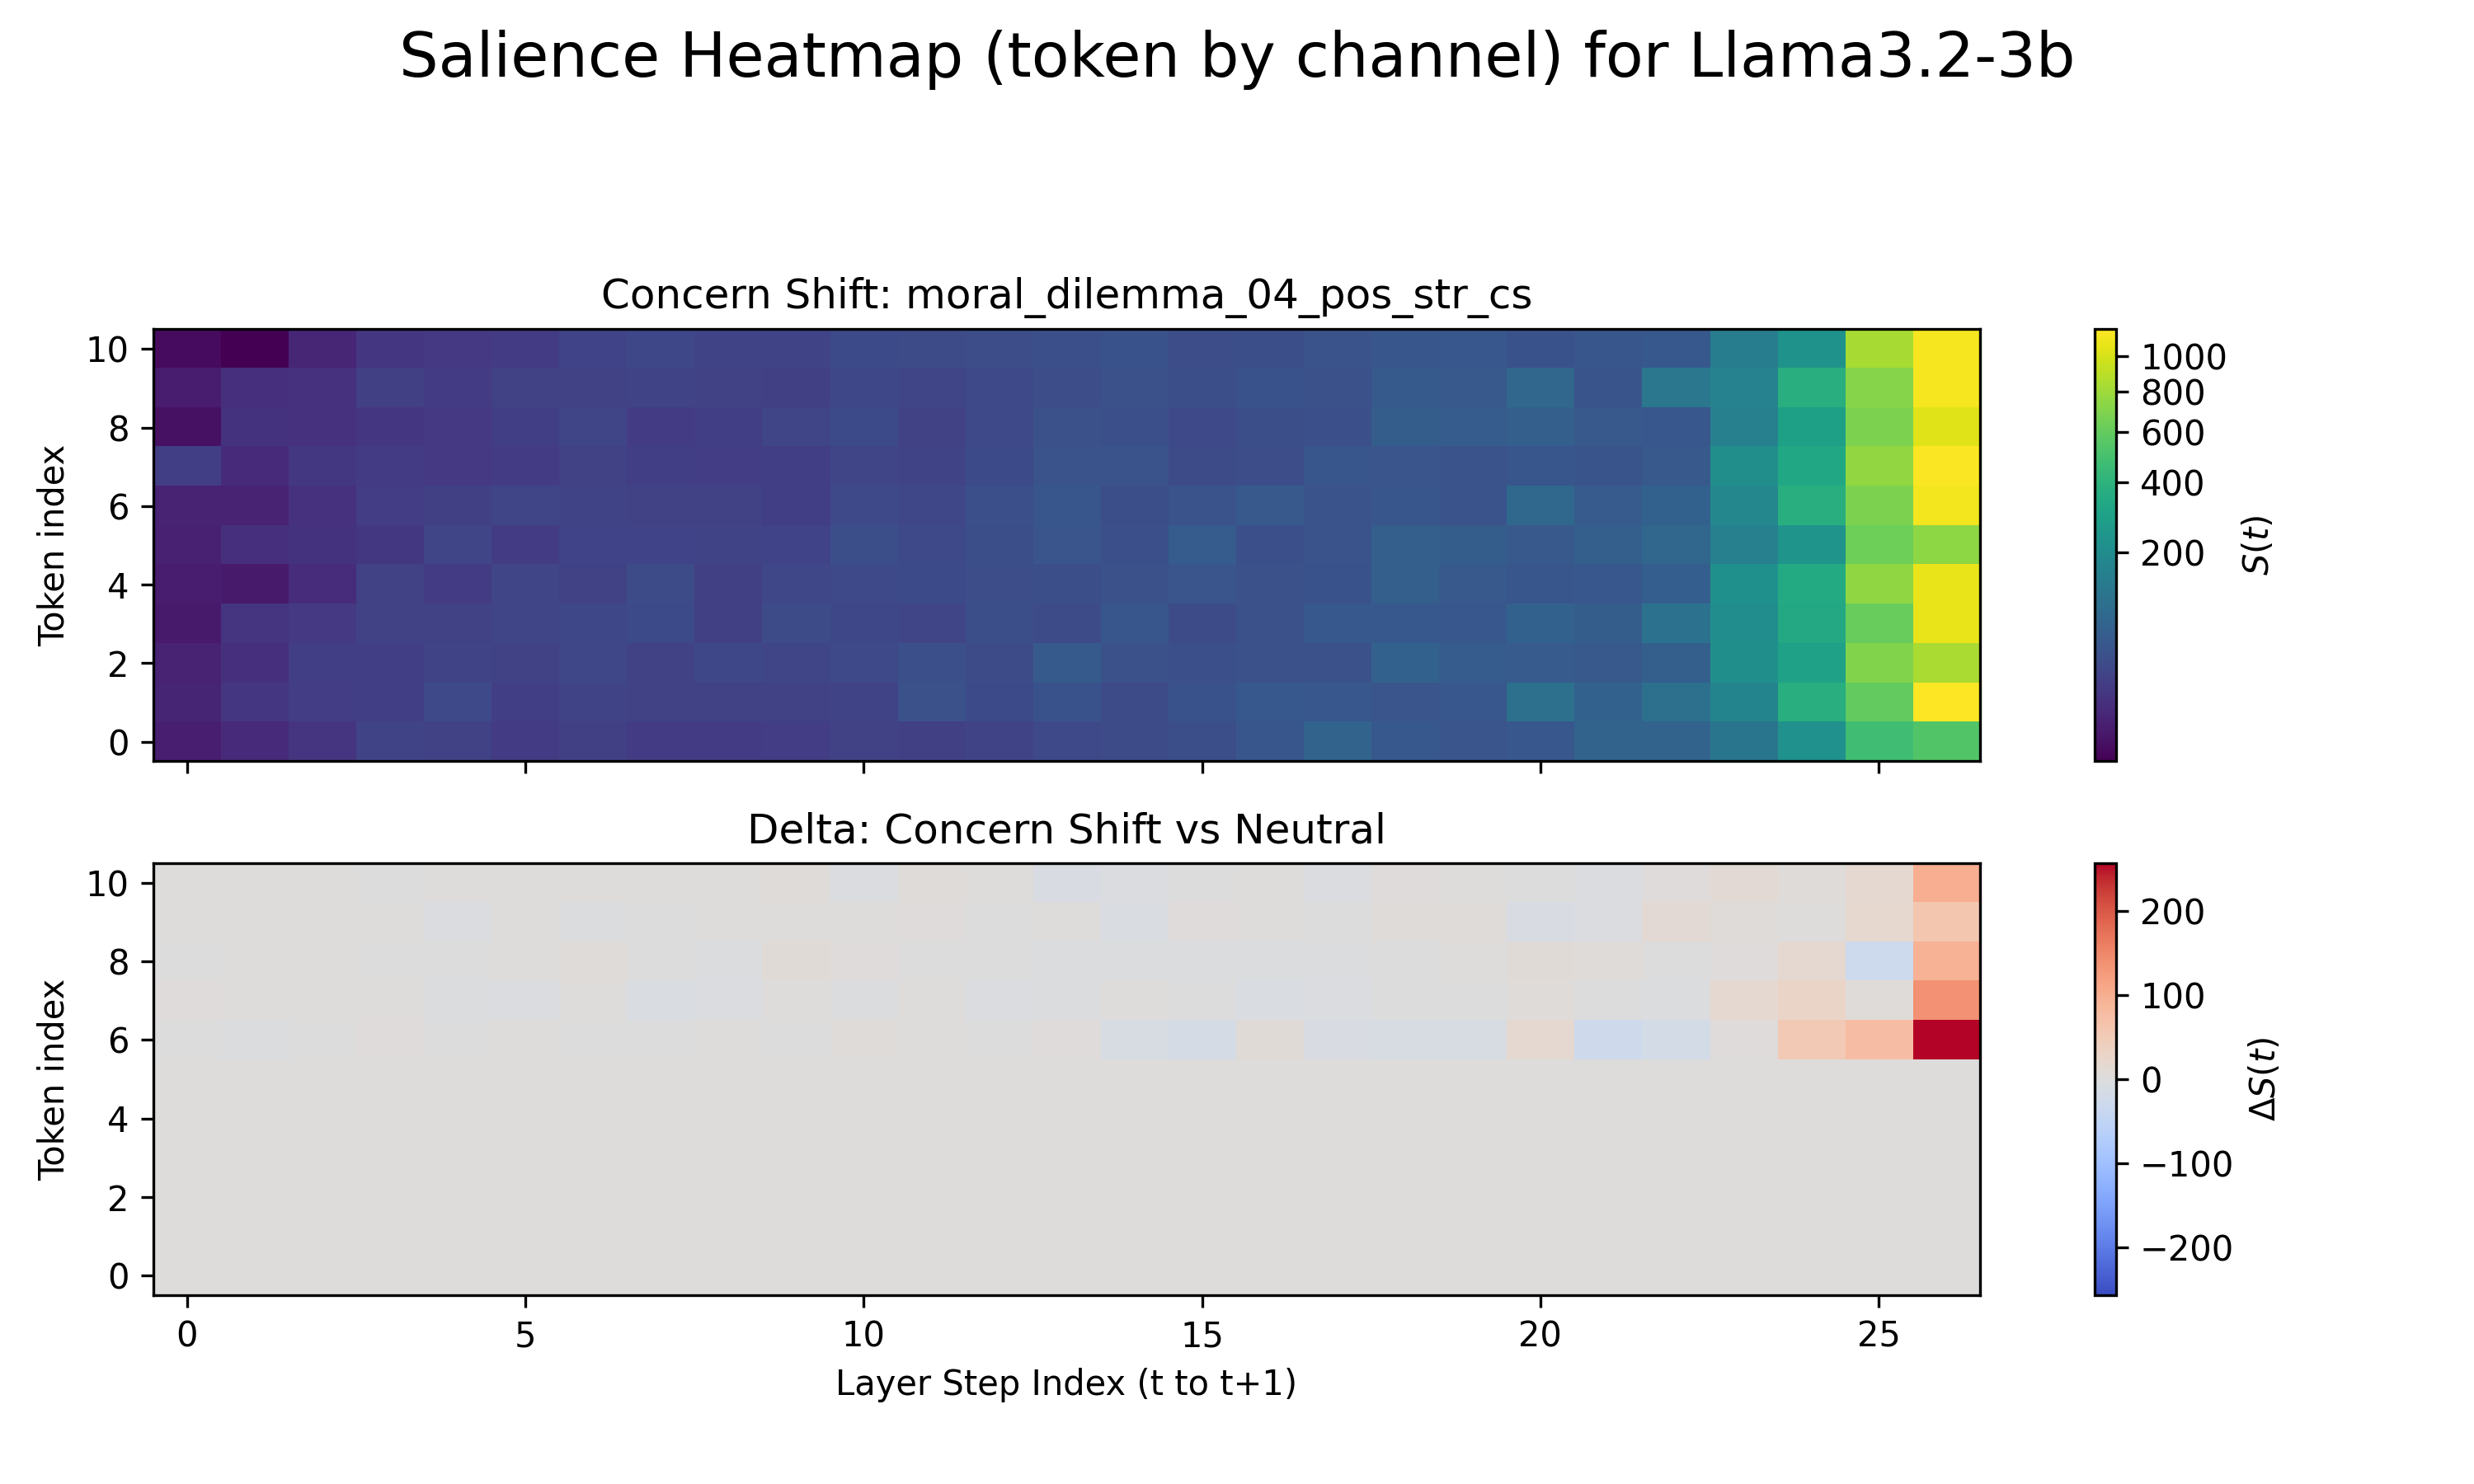 Salience Heatmap (token by channel) for Llama3.2-3b
Concern Shift: moral_dilemma_04_pos_str_cs
Token index
10
8
6
4
2
0
1000
800
600
400
200
S(t)
Delta: Concern Shift vs Neutral
Token index
10
8
6
4
2
0
0 5 10 15 20 25
Layer Step Index (t to t+1)
200
100
0
−100
−200
ΔS(t)